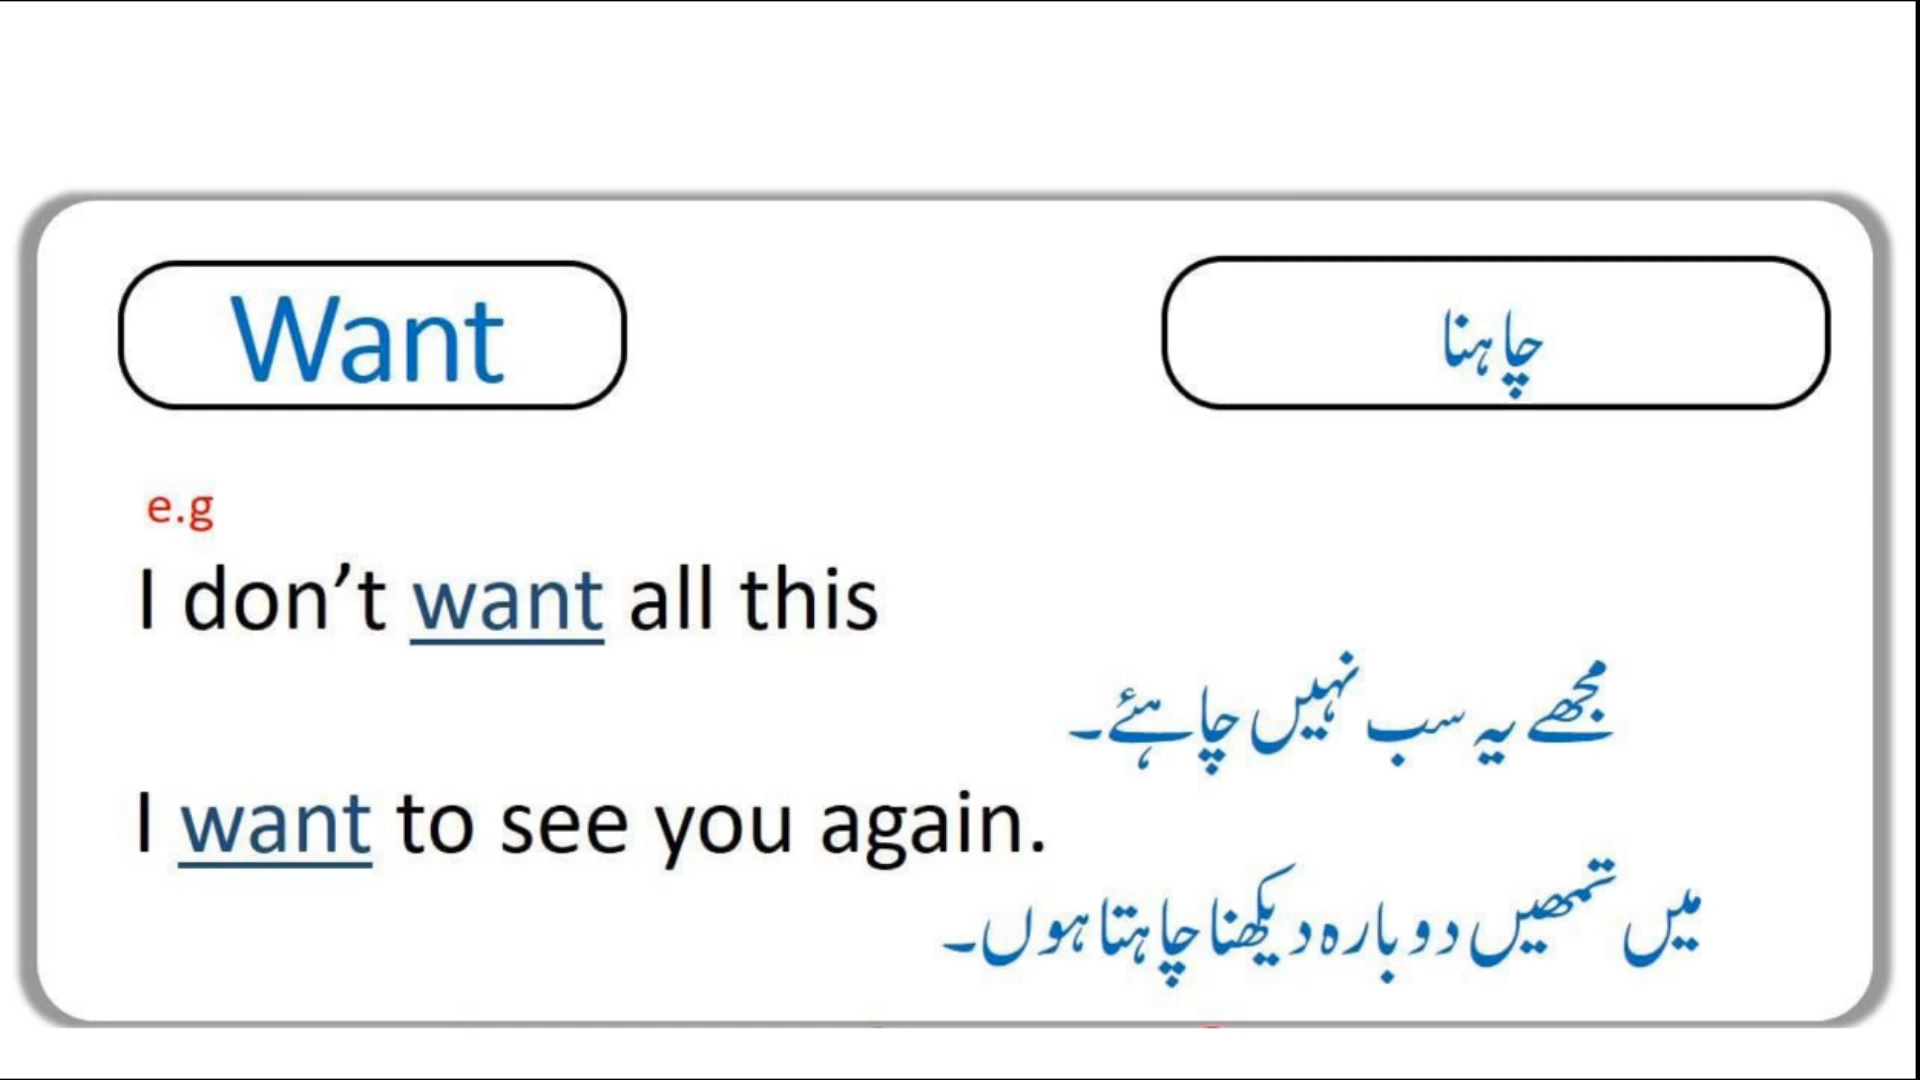 Want
چاہنا
e.g
I don’t want all this
مجھے یہ سب نہیں چاہئے۔
I want to see you again.
میں تمھیں دوبارہ دیکھنا چاہتا ہوں۔